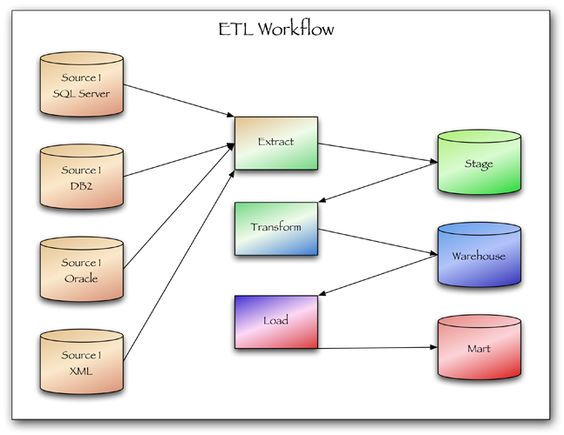 ETL Workflow
Source 1
SQL Server
Source 1
DB2
Source 1
Oracle
Source 1
XML
Extract
Transform
Load
Stage
Warehouse
Mart